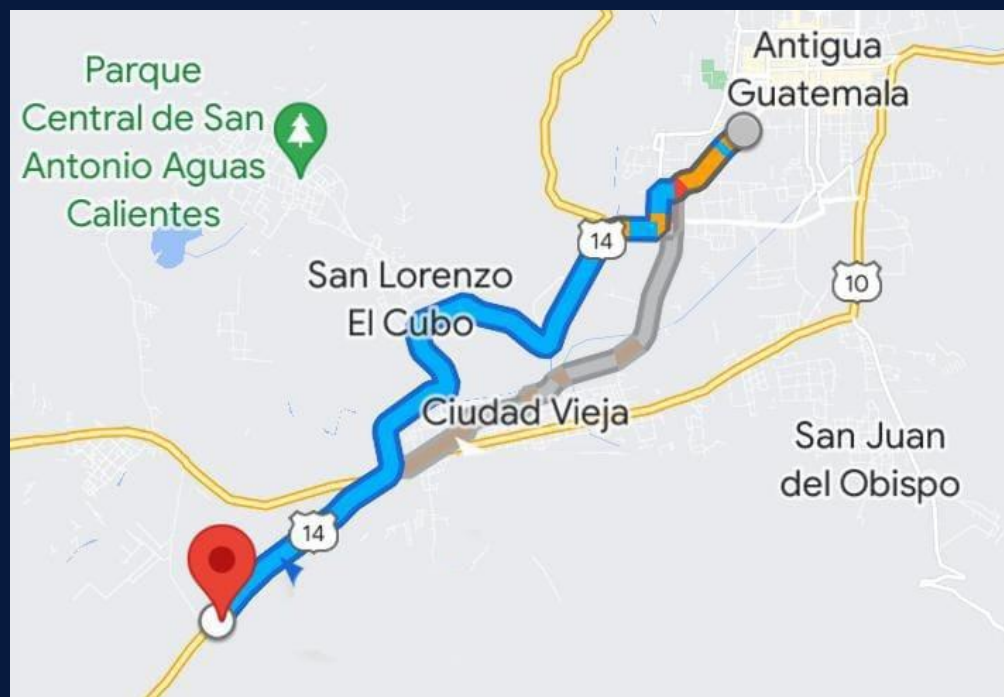 Antigua
Guatemala
Parque
Central de San
Antonio Aguas
Calientes
14
San Lorenzo
El Cubo
10
Ciudad Vieja
San Juan
del Obispo
14